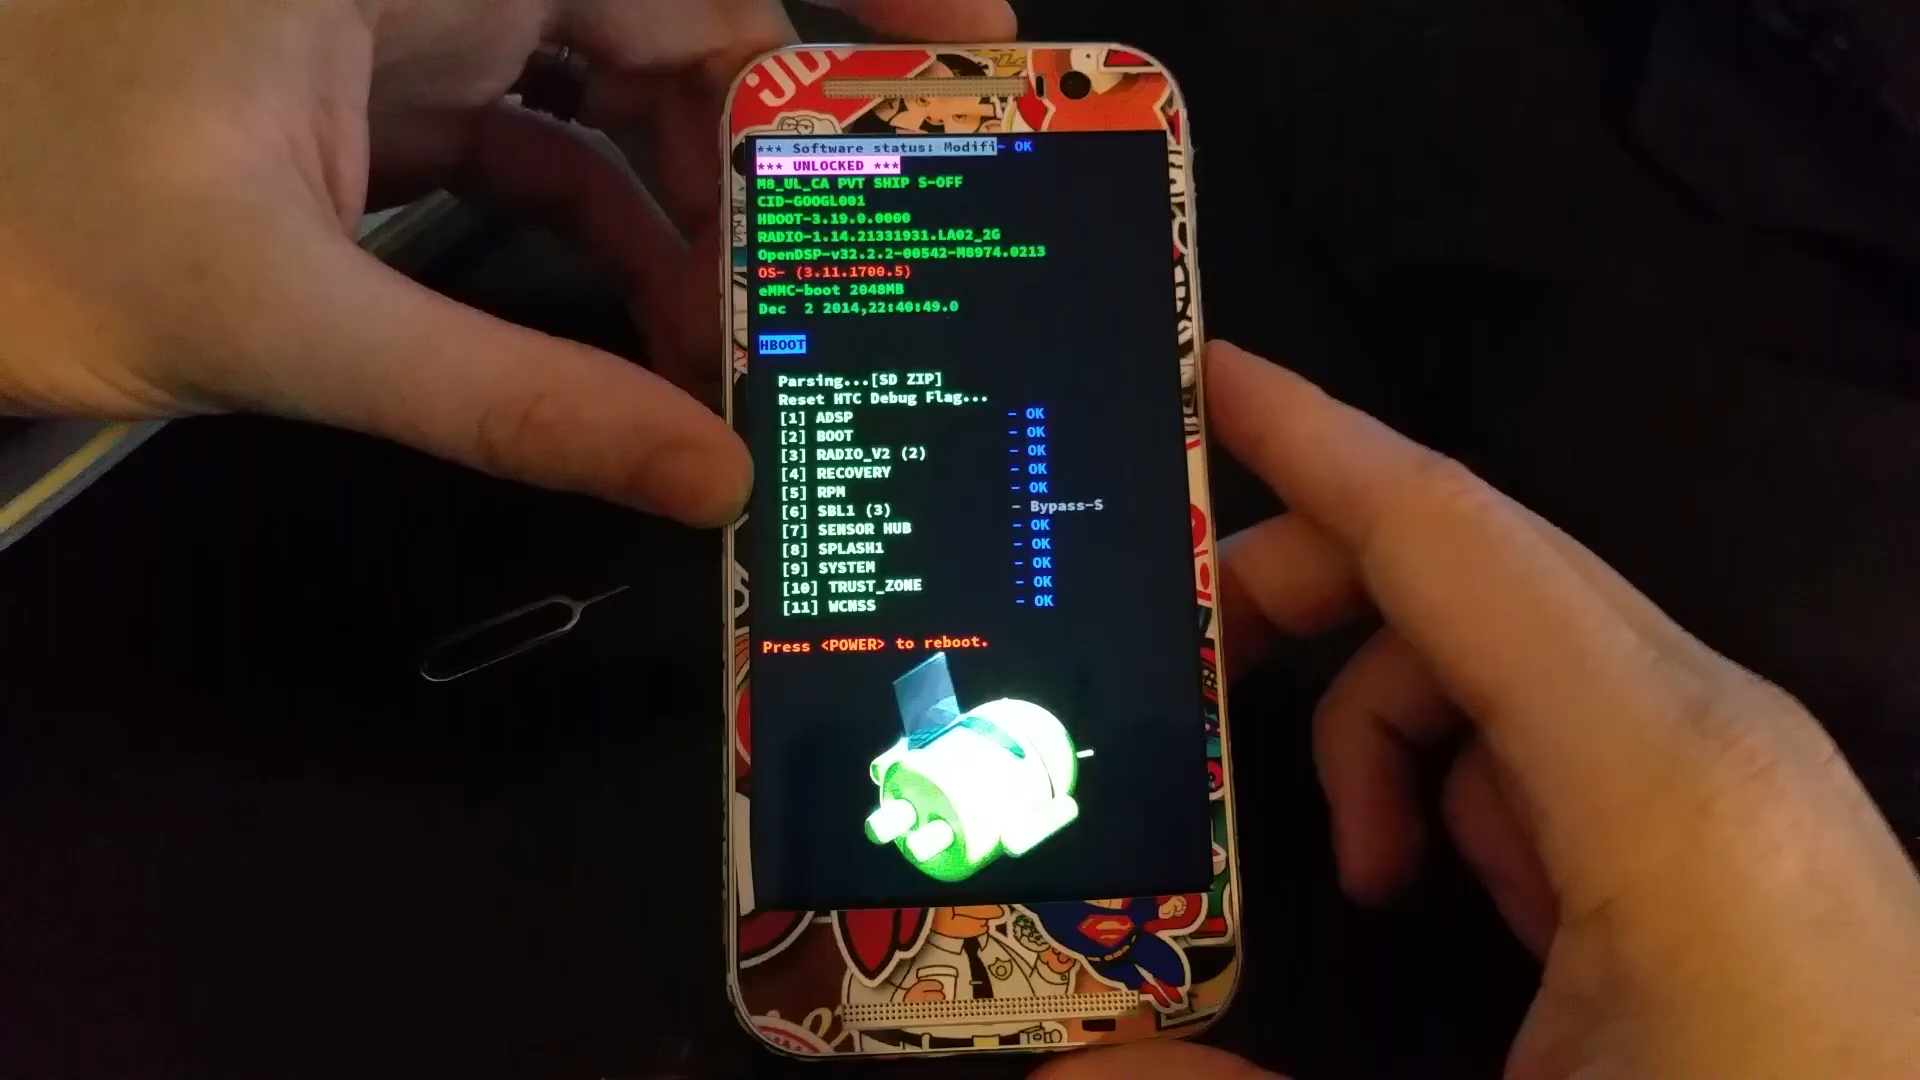 iJD
*** Software status: Modifi- OK
*** UNLOCKED ***
M8_UL_CA PVT SHIP S-OFF
CID-GOOGL001
HBOOT-3.19.0.0000
RADIO-1.14.21331931.LA02_2G
OpenDSP-v32.2.2-00542-M8974.0213
OS- (3.11.1700.5)
eMMC-boot 2048MB
Dec  2 2014,22:40:49.0
HBOOT
Parsing...[SD ZIP]
Reset HTC Debug Flag...
[1] ADSP - OK
[2] BOOT - OK
[3] RADIO_V2 (2) - OK
[4] RECOVERY - OK
[5] RPM - OK
[6] SBL1 (3) - Bypass-S
[7] SENSOR HUB - OK
[8] SPLASH1 - OK
[9] SYSTEM - OK
[10] TRUST_ZONE - OK
[11] WCNSS - OK
Press <POWER> to reboot.